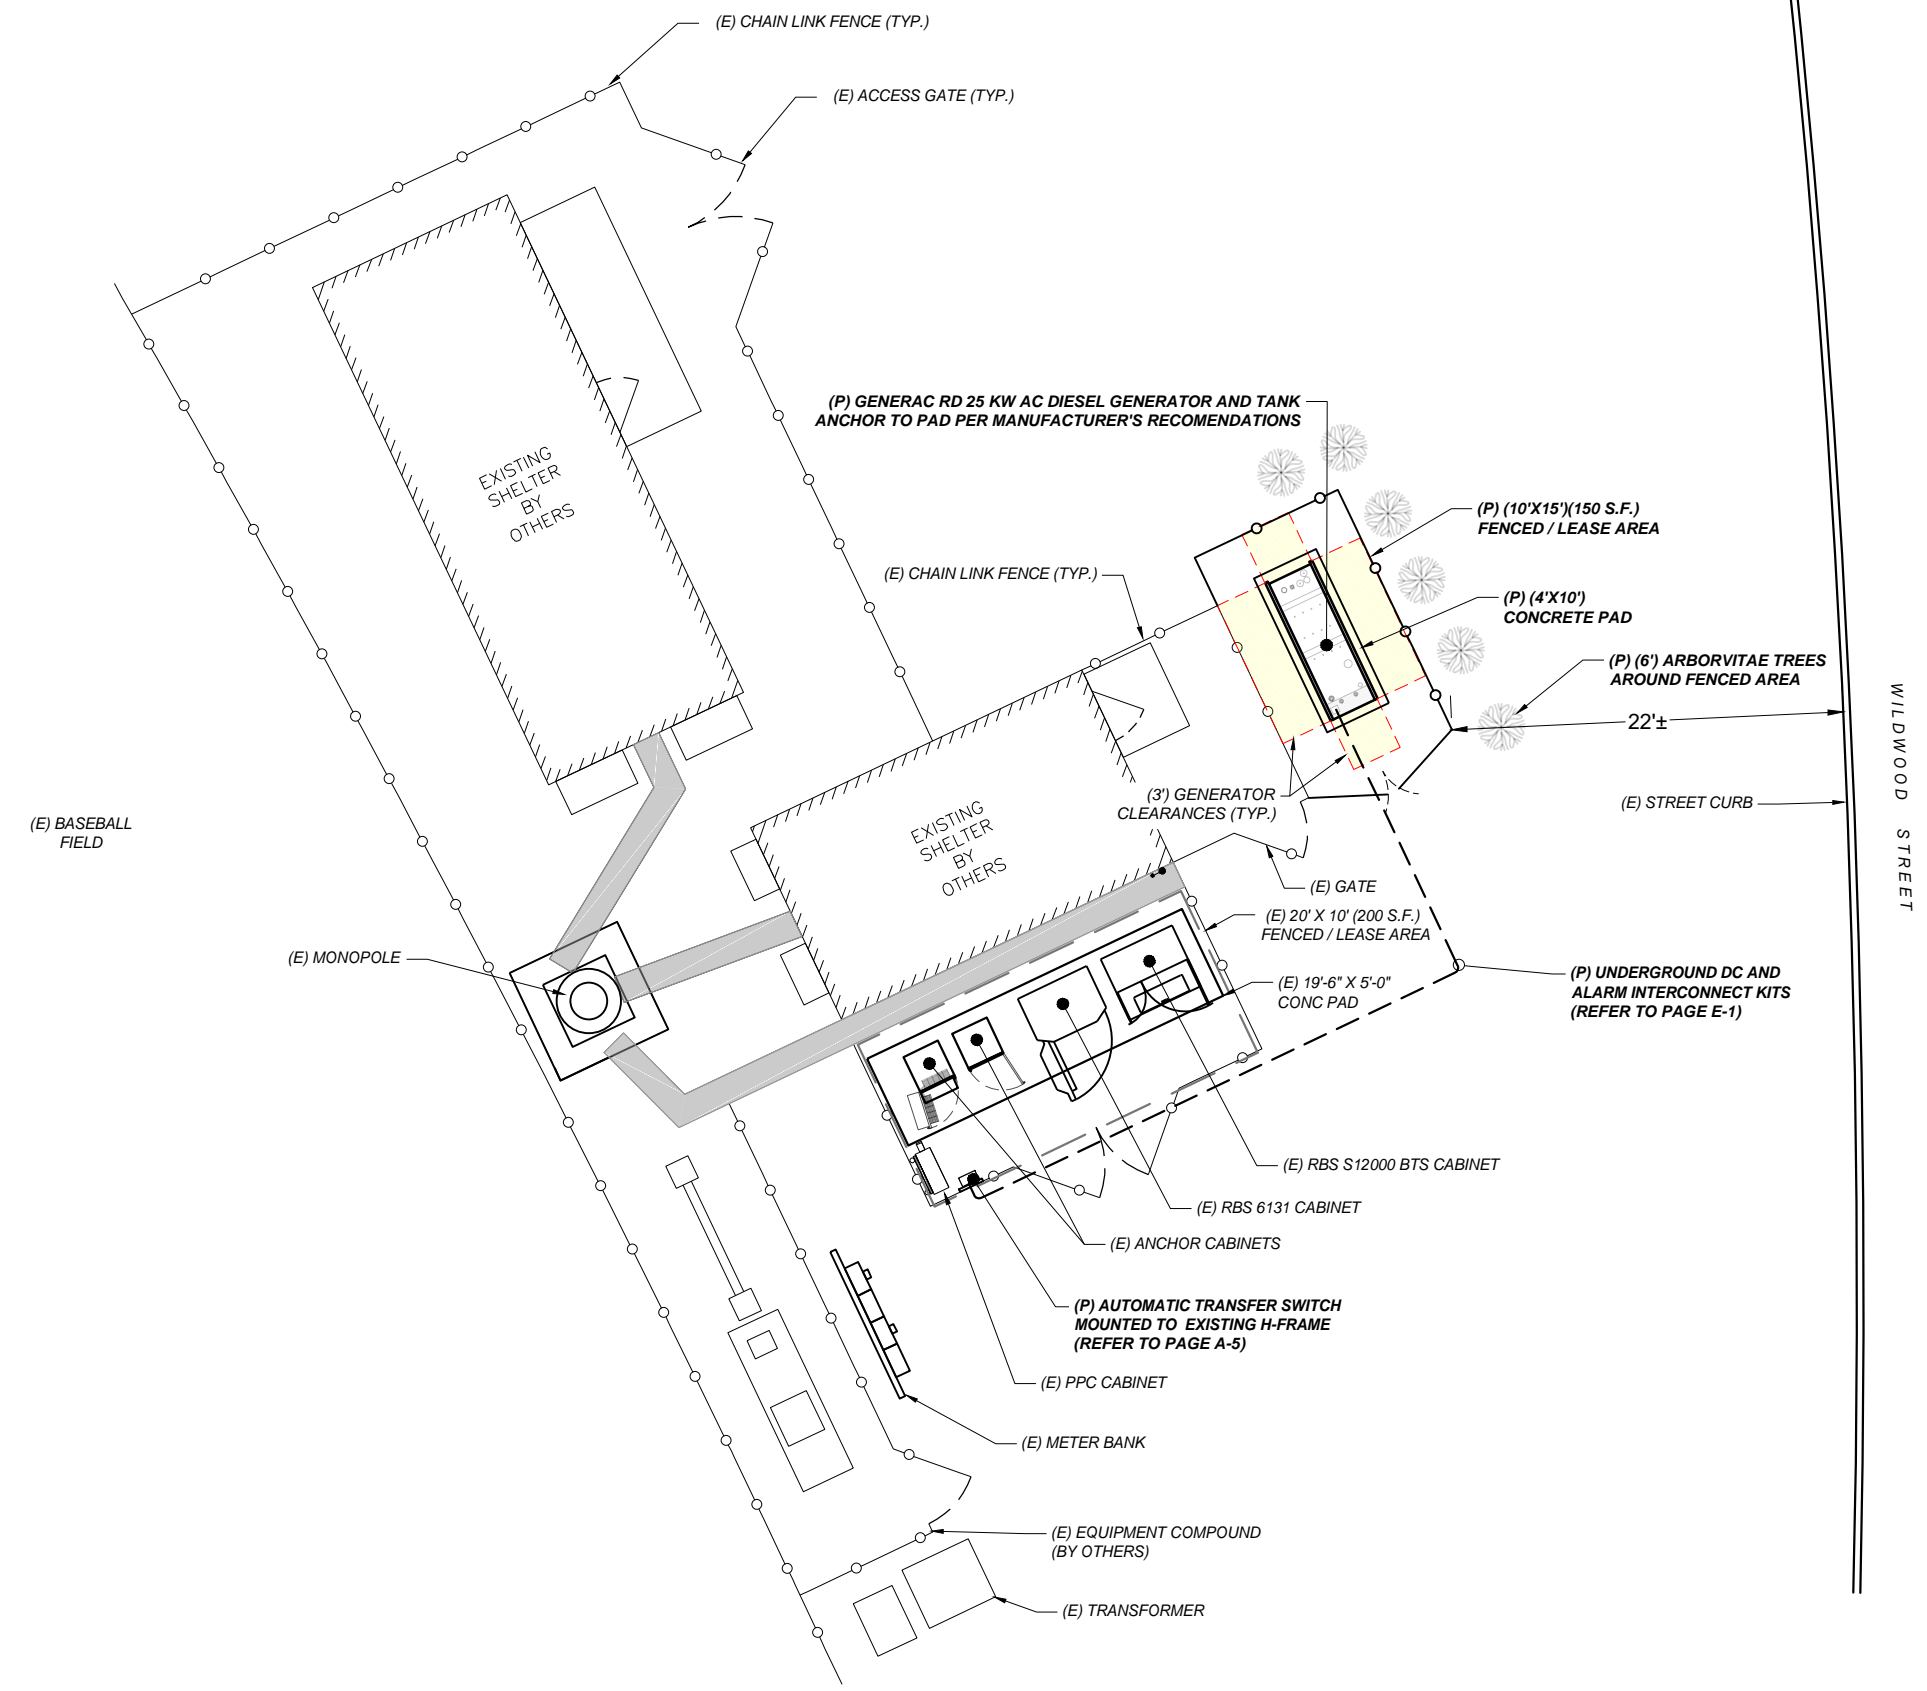 (E) CHAIN LINK FENCE (TYP.)
(E) ACCESS GATE (TYP.)
(P) GENERAC RD 25 KW AC DIESEL GENERATOR AND TANK
ANCHOR TO PAD PER MANUFACTURER'S RECOMENDATIONS
EXISTING
SHELTER
BY
OTHERS
(P) (10'X15')(150 S.F.)
FENCED / LEASE AREA
(E) CHAIN LINK FENCE (TYP.)
(P) (4'X10')
CONCRETE PAD
(P) (6') ARBORVITAE TREES
AROUND FENCED AREA
22'±
WILDWOOD STREET
(3') GENERATOR
CLEARANCES (TYP.)
(E) STREET CURB
(E) BASEBALL
FIELD
EXISTING
SHELTER
BY
OTHERS
(E) GATE
(E) 20' X 10' (200 S.F.)
FENCED / LEASE AREA
(E) MONOPOLE
(E) 19'-6" X 5'-0"
CONC PAD
(P) UNDERGROUND DC AND
ALARM INTERCONNECT KITS
(REFER TO PAGE E-1)
(E) RBS S12000 BTS CABINET
(E) RBS 6131 CABINET
(E) ANCHOR CABINETS
(P) AUTOMATIC TRANSFER SWITCH
MOUNTED TO EXISTING H-FRAME
(REFER TO PAGE A-5)
(E) PPC CABINET
(E) METER BANK
(E) EQUIPMENT COMPOUND
(BY OTHERS)
(E) TRANSFORMER